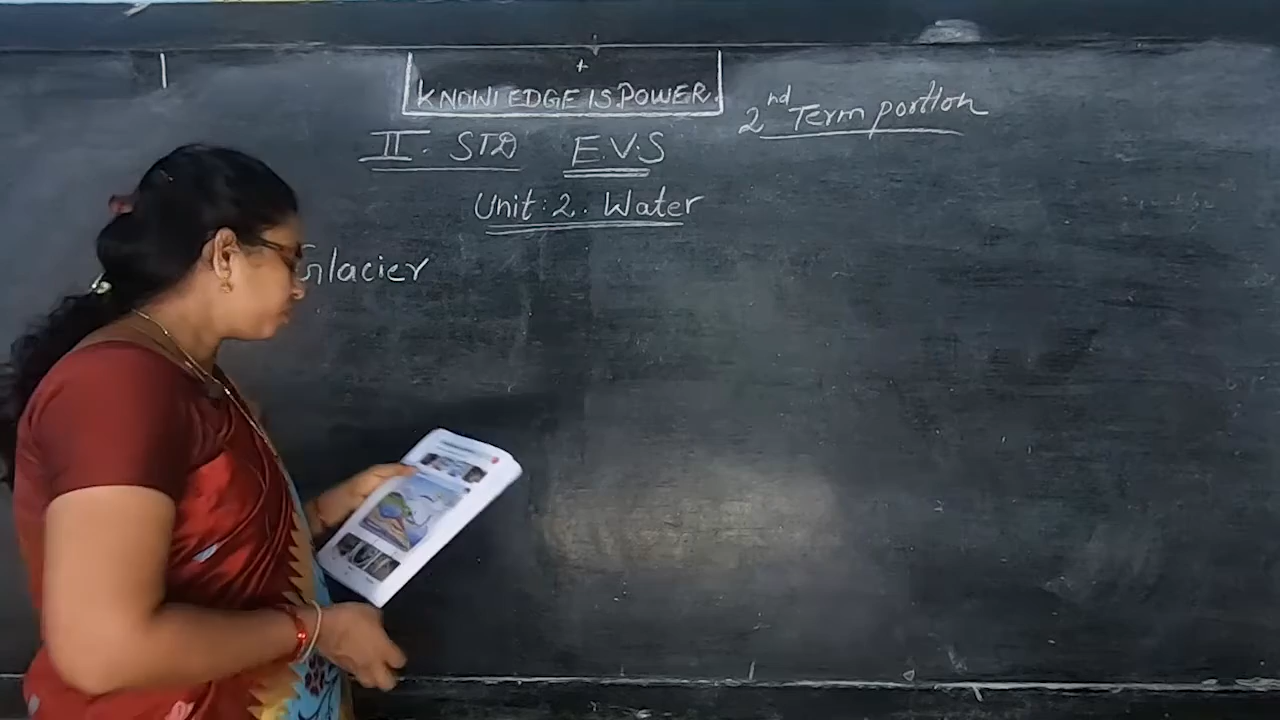 KNOWLEDGE IS POWER.
2nd Term portion
II. STD E.V.S
Unit: 2. Water
Glacier